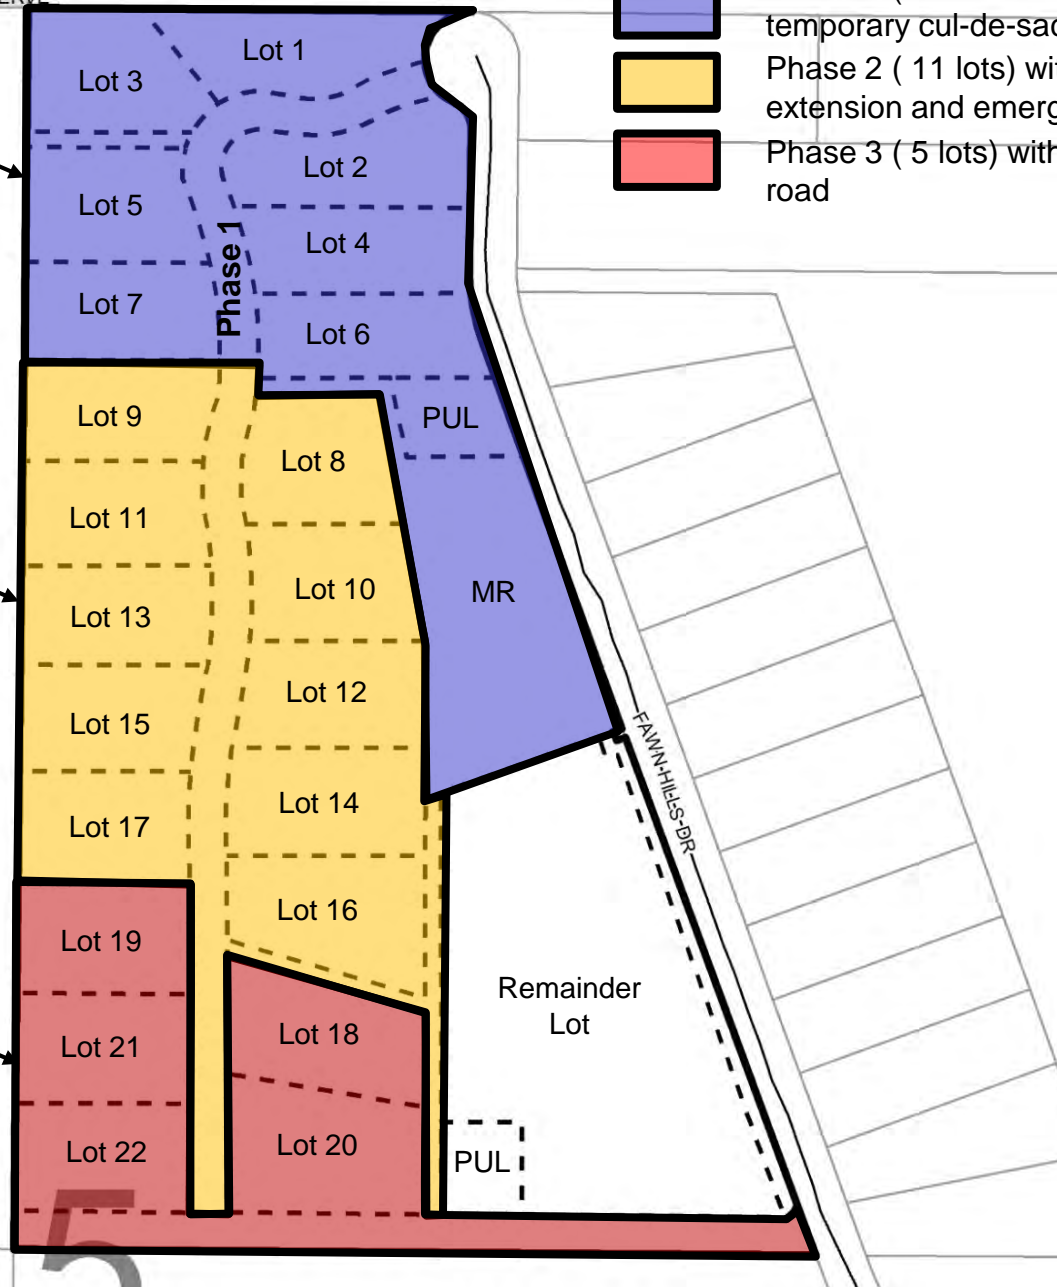 temporary cul-de-sac
Phase 2 ( 11 lots) with
extension and emerg
Phase 3 ( 5 lots) with
road
Lot 1
Lot 3
Lot 2
Lot 5
Lot 4
Phase 1
Lot 7
Lot 6
Lot 9
PUL
Lot 8
Lot 11
Lot 10
MR
Lot 13
Lot 12
Lot 15
FAWN-HILLS-DR
Lot 14
Lot 17
Lot 16
Lot 19
Remainder
Lot
Lot 18
Lot 21
Lot 20
Lot 22
PUL
5